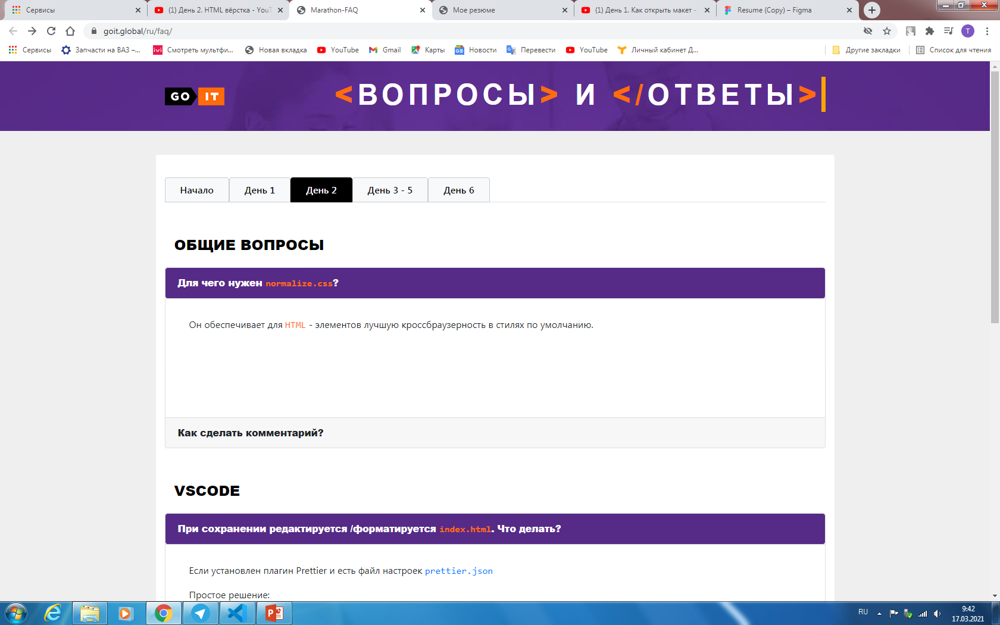 Сервисы
(1) День 2. HTML вёрстка - YouT
Marathon-FAQ
Мое резюме
(1) День 1. Как открыть макет -
Resume (Copy) – Figma
goit.global/ru/faq/
T
Сервисы
Запчасти на ВАЗ –...
ivi
Смотреть мультфи...
Новая вкладка
YouTube
Gmail
Карты
Новости
Перевести
YouTube
Личный кабинет Д...
Другие закладки
Список для чтения
GO IT
<ВОПРОСЫ> И </ОТВЕТЫ>
Начало
День 1
День 2
День 3 - 5
День 6
ОБЩИЕ ВОПРОСЫ
Для чего нужен normalize.css?
Он обеспечивает для HTML - элементов лучшую кроссбраузерность в стилях по умолчанию.
Как сделать комментарий?
VSCODE
При сохранении редактируется /форматируется index.html. Что делать?
Если установлен плагин Prettier и есть файл настроек prettier.json
Простое решение:
RU
9:42
17.03.2021